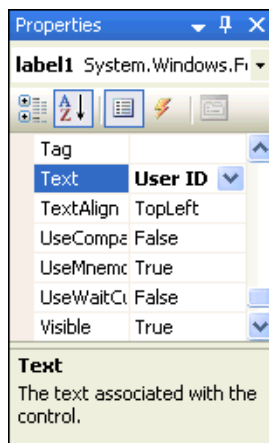 Properties
label1 System.Windows.F
Tag
Text User ID
TextAlign TopLeft
UseCompa False
UseMnemo True
UseWaitCu False
Visible True
Text
The text associated with the
control.